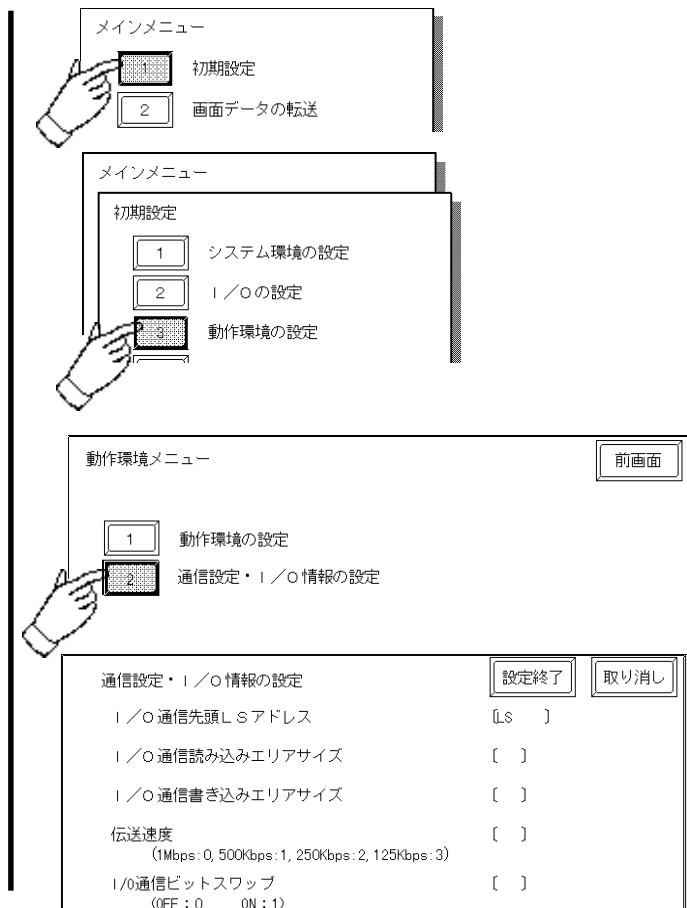 メインメニュー
1 初期設定
2 画面データの転送
メインメニュー
初期設定
1 システム環境の設定
2 I/Oの設定
3 動作環境の設定
動作環境メニュー 前画面
1 動作環境の設定
2 通信設定・I/O情報の設定
通信設定・I/O情報の設定 設定終了 取り消し
I/O通信先頭LSアドレス [LS ]
I/O通信読み込みエリアサイズ [ ]
I/O通信書き込みエリアサイズ [ ]
伝送速度 [ ]
(1Mbps:0,500Kbps:1,250Kbps:2,125Kbps:3)
I/O通信ビットスワップ [ ]
(OFF:0 ON:1)